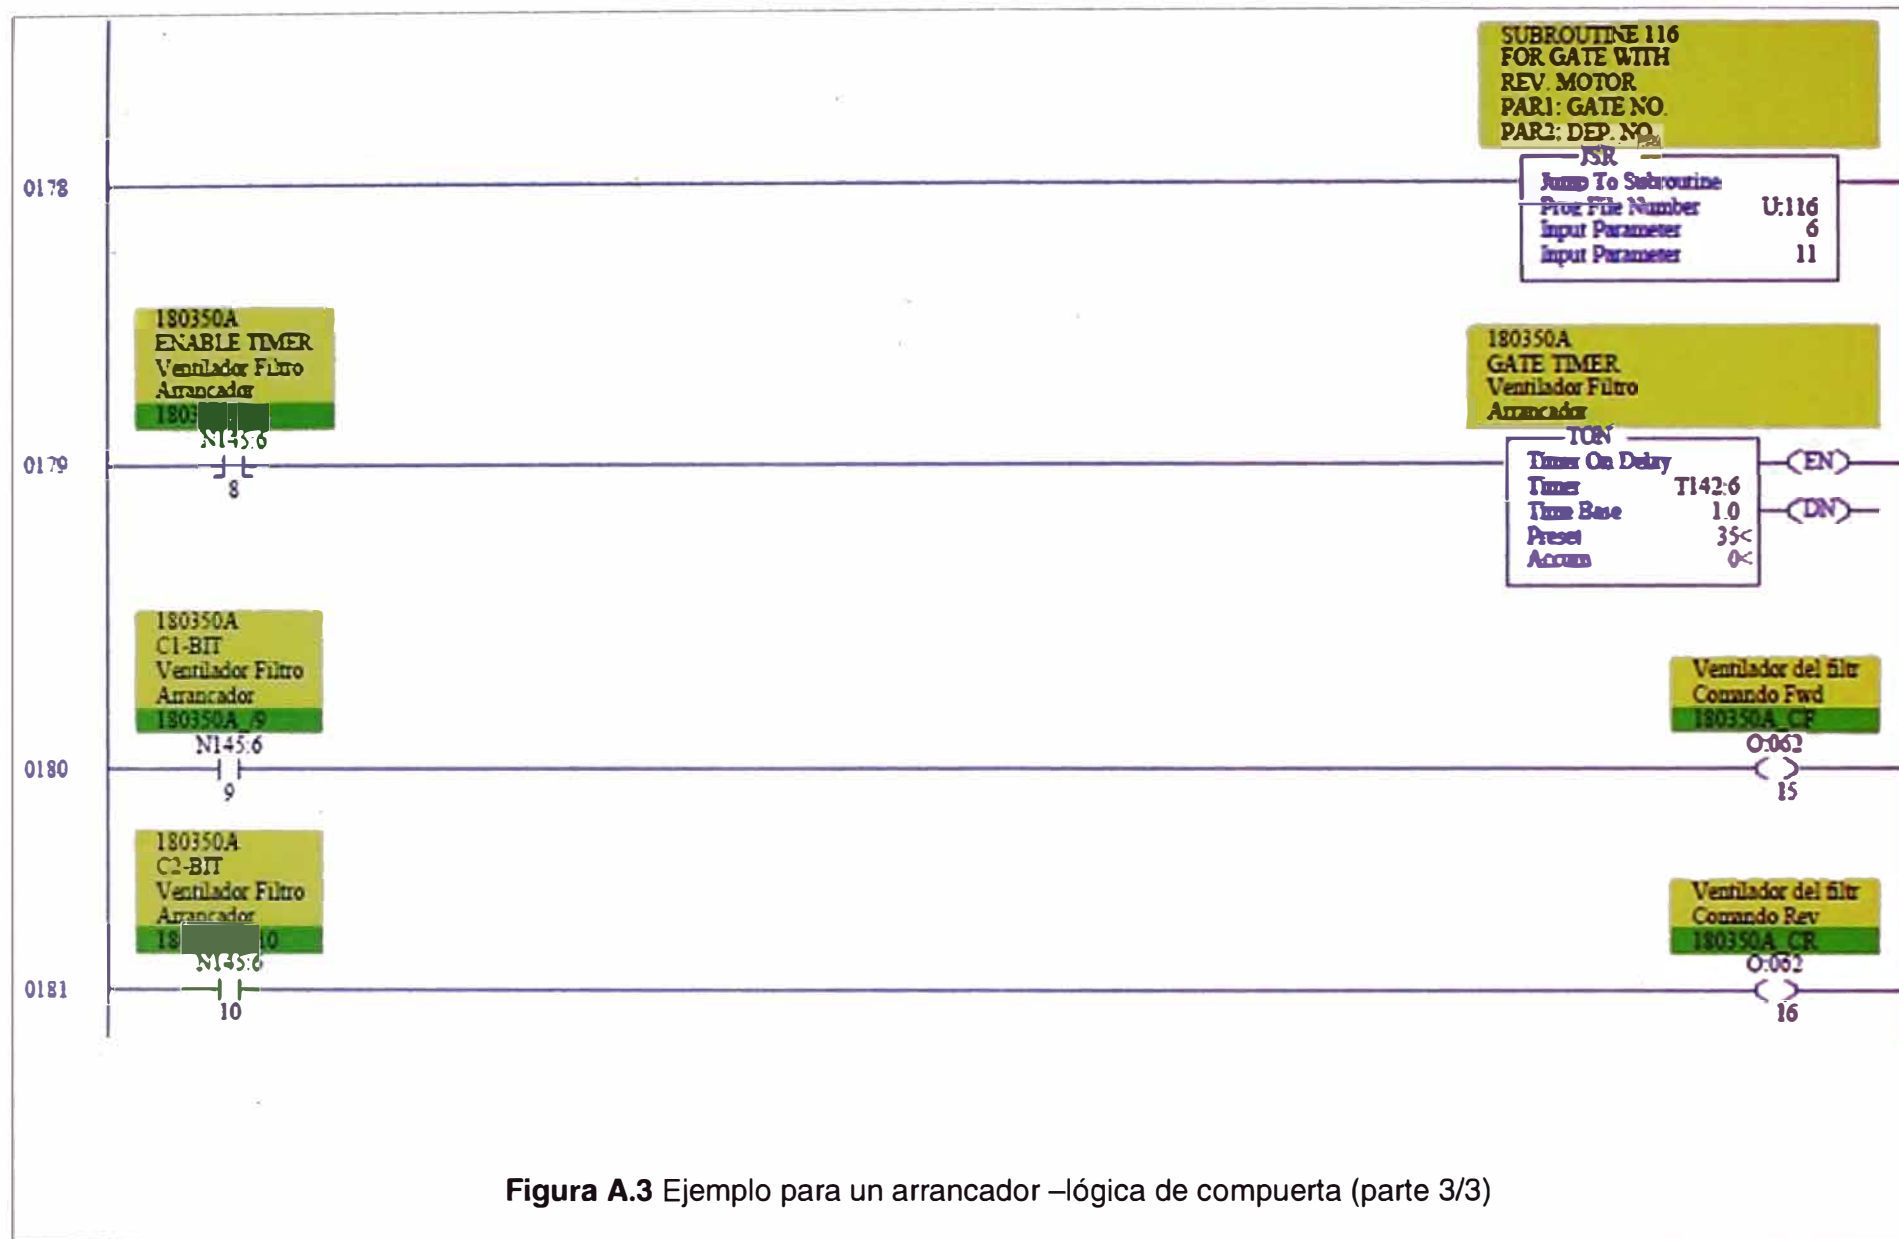 SUBROUTINE 116
FOR GATE WITH
REV. MOTOR
PAR1: GATE NO.
PAR2: DEP. NO.
JSR
0178
Jump To Subroutine
Prog File Number U:116
Input Parameter 6
Input Parameter 11
180350A
ENABLE TIMER
Ventilador Filtro
Arrancador
N145:6
8
180350A
GATE TIMER
Ventilador Filtro
Arrancador
TON
0179
Timer On Delay
Timer T142:6
Time Base 1.0
Preset 35<
Accum 0<
(EN)
(DN)
180350A
C1-BIT
Ventilador Filtro
Arrancador
180350A_/9
N145:6
0180
9
Ventilador del filtr
Comando Fwd
180350A_CF
O:062
15
180350A
C2-BIT
Ventilador Filtro
Arrancador
N145:6
0181
10
Ventilador del filtr
Comando Rev
180350A_CR
O:062
16
Figura A.3 Ejemplo para un arrancador –lógica de compuerta (parte 3/3)